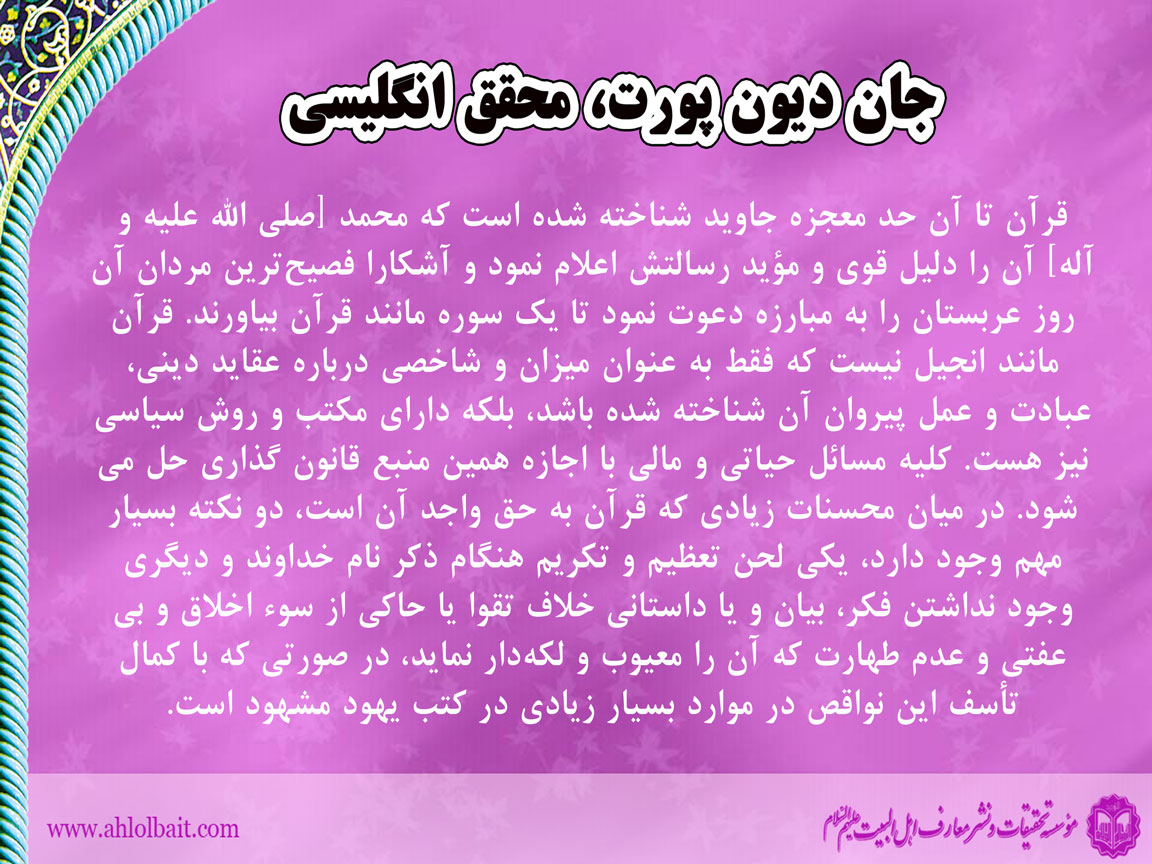 جان دیون پورت، محقق انگلیسی
قرآن تا آن حد معجزه جاوید شناخته شده است که محمد [صلی الله علیه و
آله] آن را دلیل قوی و مؤید رسالتش اعلام نمود و آشکارا فصیح‌ترین مردان آن
روز عربستان را به مبارزه دعوت نمود تا یک سوره مانند قرآن بیاورند. قرآن
مانند انجیل نیست که فقط به عنوان میزان و شاخصی درباره عقاید دینی،
عبادت و عمل پیروان آن شناخته شده باشد، بلکه دارای مکتب و روش سیاسی
نیز هست. کلیه مسائل حیاتی و مالی با اجازه همین منبع قانون گذاری حل می
شود. در میان محسنات زیادی که قرآن به حق واجد آن است، دو نکته بسیار
مهم وجود دارد، یکی لحن تعظیم و تکریم هنگام ذکر نام خداوند و دیگری
وجود نداشتن فکر، بیان و یا داستانی خلاف تقوا یا حاکی از سوء اخلاق و بی
عفتی و عدم طهارت که آن را معیوب و لکه‌دار نماید، در صورتی که با کمال
تأسف این نواقص در موارد بسیار زیادی در کتب یهود مشهود است.
www.ahlolbait.com
مؤسسه تحقیقات و نشر معارف اهل البیت علیهم السلام